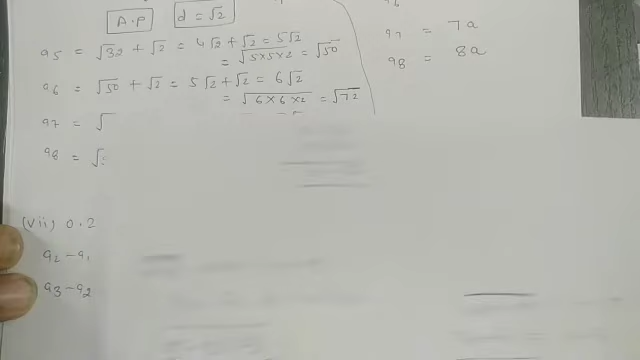 A.P d = √2
a5 = √32 + √2 = 4√2 + √2 = 5√2
= √5×5×2 = √50
a6 = √50 + √2 = 5√2 + √2 = 6√2
= √6×6×2 = √72
a7 = √
a8 = √
(vii) 0.2
a2 - a1
a3 - a2
a7 = 7a
a8 = 8a